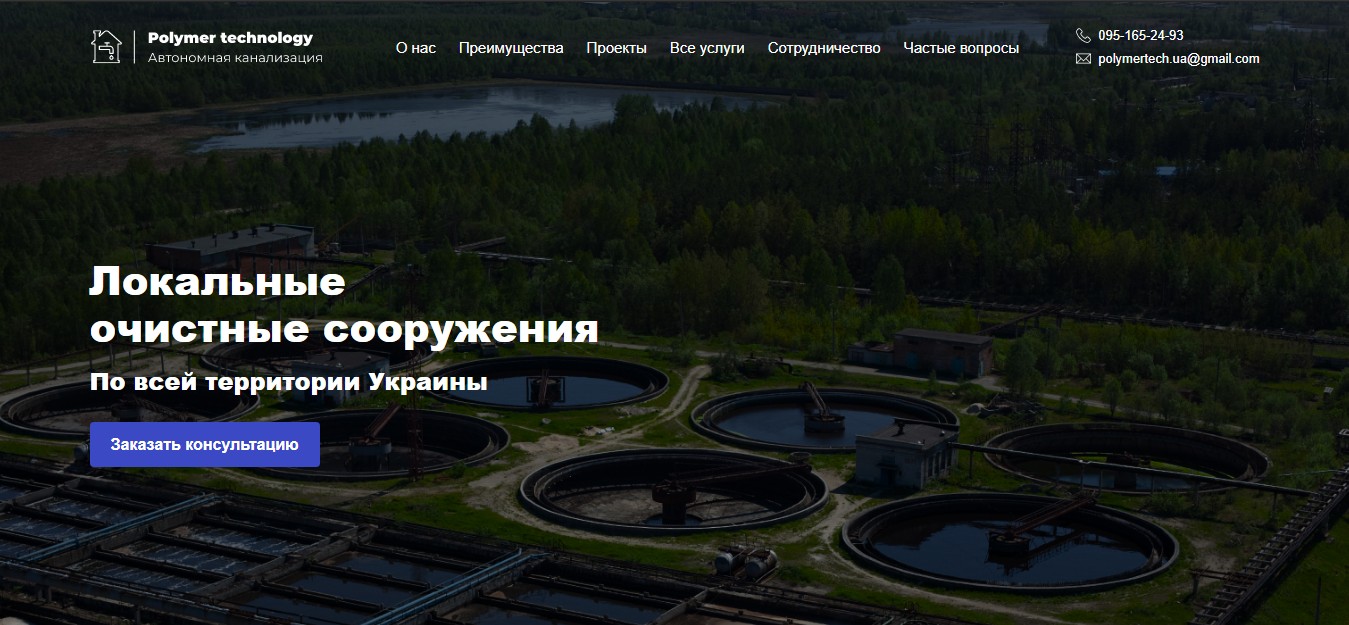 Polymer technology
Автономная канализация
О нас Преимущества Проекты Все услуги Сотрудничество Частые вопросы
095-165-24-93
polymertech.ua@gmail.com
Локальные
очистные сооружения
По всей территории Украины
Заказать консультацию